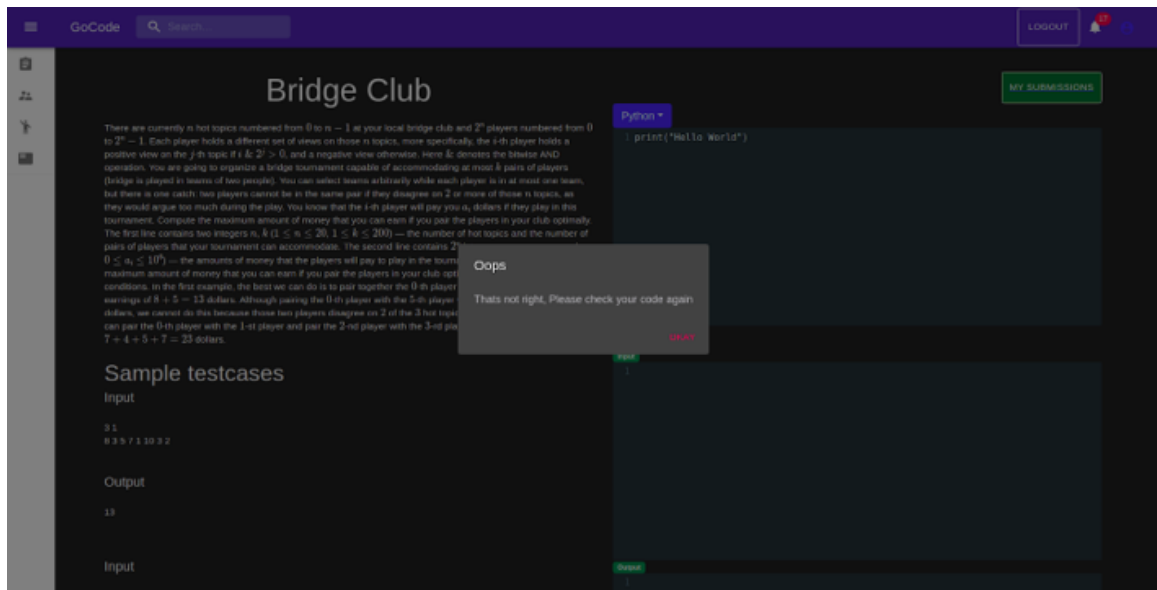 GoCode
Search...
LOGOUT
17
Bridge Club
MY SUBMISSIONS
There are currently n hot topics numbered from 0 to n − 1 at your local bridge club and 2ⁿ players numbered from 0
to 2ⁿ − 1. Each player holds a different set of views on those n topics, more specifically, the i-th player holds a
positive view on the j-th topic if i & 2ʲ > 0, and a negative view otherwise. Here & denotes the bitwise AND
operation. You are going to organize a bridge tournament capable of accommodating at most k pairs of players
(bridge is played in teams of two people). You can select teams arbitrarily while each player is in at most one team,
but there is one catch: two players cannot be in the same pair if they disagree on 2 or more of those n topics, as
they would argue too much during the play. You know that the i-th player will pay you aᵢ dollars if they play in this
tournament. Compute the maximum amount of money that you can earn if you pair the players in your club optimally.
The first line contains two integers n, k (1 ≤ n ≤ 20, 1 ≤ k ≤ 200) — the number of hot topics and the number of
pairs of players that your tournament can accommodate. The second line contains 2
0 ≤ aᵢ ≤ 10⁶) — the amounts of money that the players will pay to play in the tourna
maximum amount of money that you can earn if you pair the players in your club opti
conditions. In the first example, the best we can do is to pair together the 0-th player
earnings of 8 + 5 = 13 dollars. Although pairing the 0-th player with the 5-th player
dollars, we cannot do this because those two players disagree on 2 of the 3 hot topic
can pair the 0-th player with the 1-st player and pair the 2-nd player with the 3-rd pla
7 + 4 + 5 + 7 = 23 dollars.
Sample testcases
Input
3 1
8 3 5 7 1 10 3 2
Output
13
Input
Python
1 print("Hello World")
Oops
Thats not right, Please check your code again
Input
1
Output
1